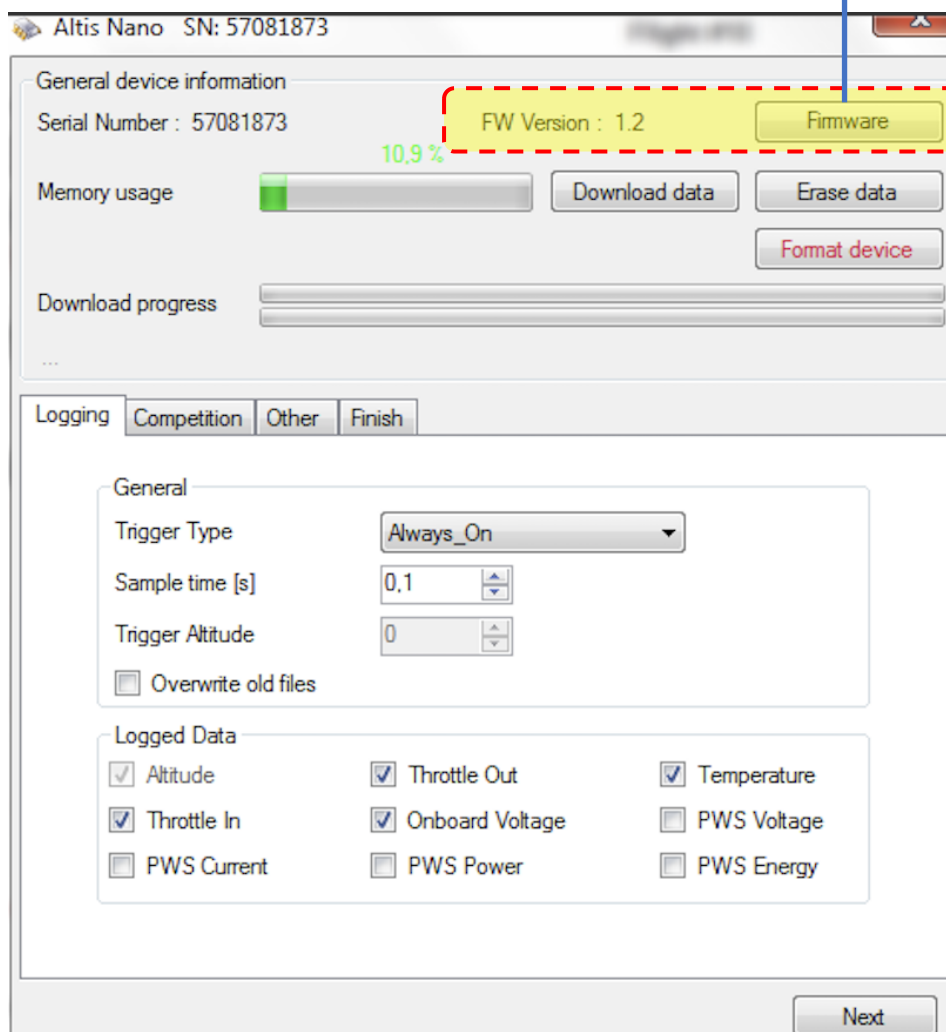 Altis Nano SN: 57081873
General device information
Serial Number : 57081873 FW Version : 1.2 Firmware
10,9 %
Memory usage Download data Erase data
Format device
Download progress
...
Logging Competition Other Finish
General
Trigger Type Always_On
Sample time [s] 0,1
Trigger Altitude 0
Overwrite old files
Logged Data
Altitude Throttle Out Temperature
Throttle In Onboard Voltage PWS Voltage
PWS Current PWS Power PWS Energy
Next